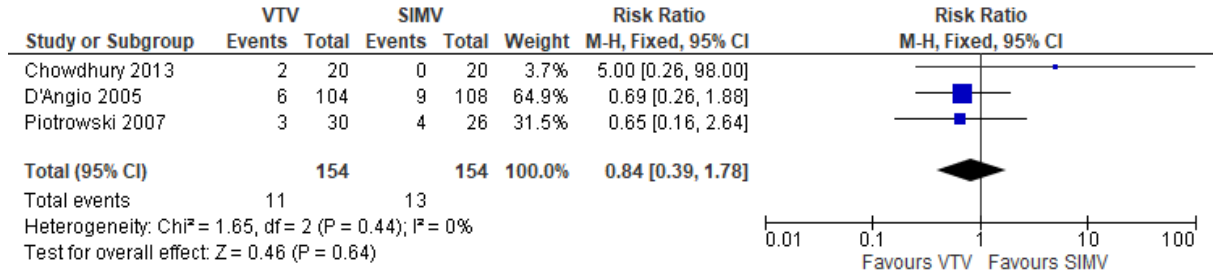 VTV SIMV Risk Ratio Risk Ratio
Study or Subgroup Events Total Events Total Weight M-H, Fixed, 95% CI M-H, Fixed, 95% CI
Chowdhury 2013 2 20 0 20 3.7% 5.00 [0.26, 98.00]
D'Angio 2005 6 104 9 108 64.9% 0.69 [0.26, 1.88]
Piotrowski 2007 3 30 4 26 31.5% 0.65 [0.16, 2.64]
Total (95% CI) 154 154 100.0% 0.84 [0.39, 1.78]
Total events 11 13
Heterogeneity: Chi² = 1.65, df = 2 (P = 0.44); I² = 0%
Test for overall effect: Z = 0.46 (P = 0.64)
0.01 0.1 1 10 100
Favours VTV Favours SIMV